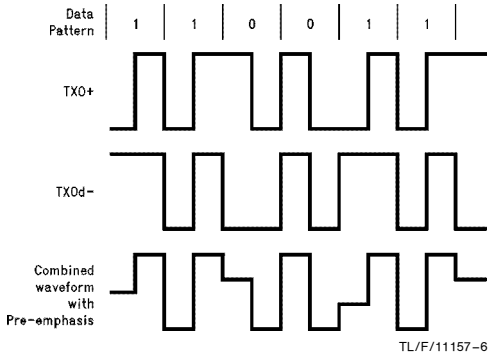 Data
Pattern
1 1 0 0 1 1
TXO+
TXOd-
Combined
waveform
with
Pre-emphasis
TL/F/11157-6